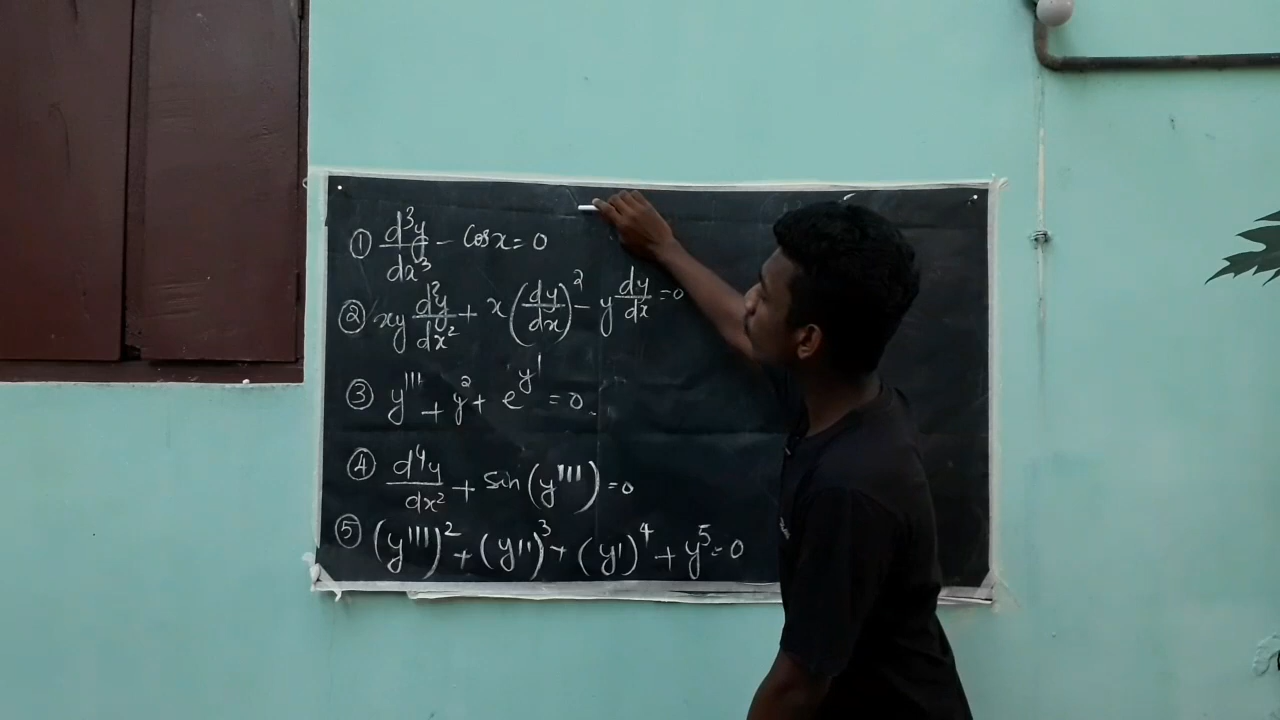 ① d³y/dx³ - Cosx = 0
② xy d²y/dx² + x(dy/dx)² - y dy/dx = 0
③ y''' + y² + e^y' = 0
④ d⁴y/dx² + Sin(y''') = 0
⑤ (y''')² + (y'')³ + (y')⁴ + y⁵ = 0